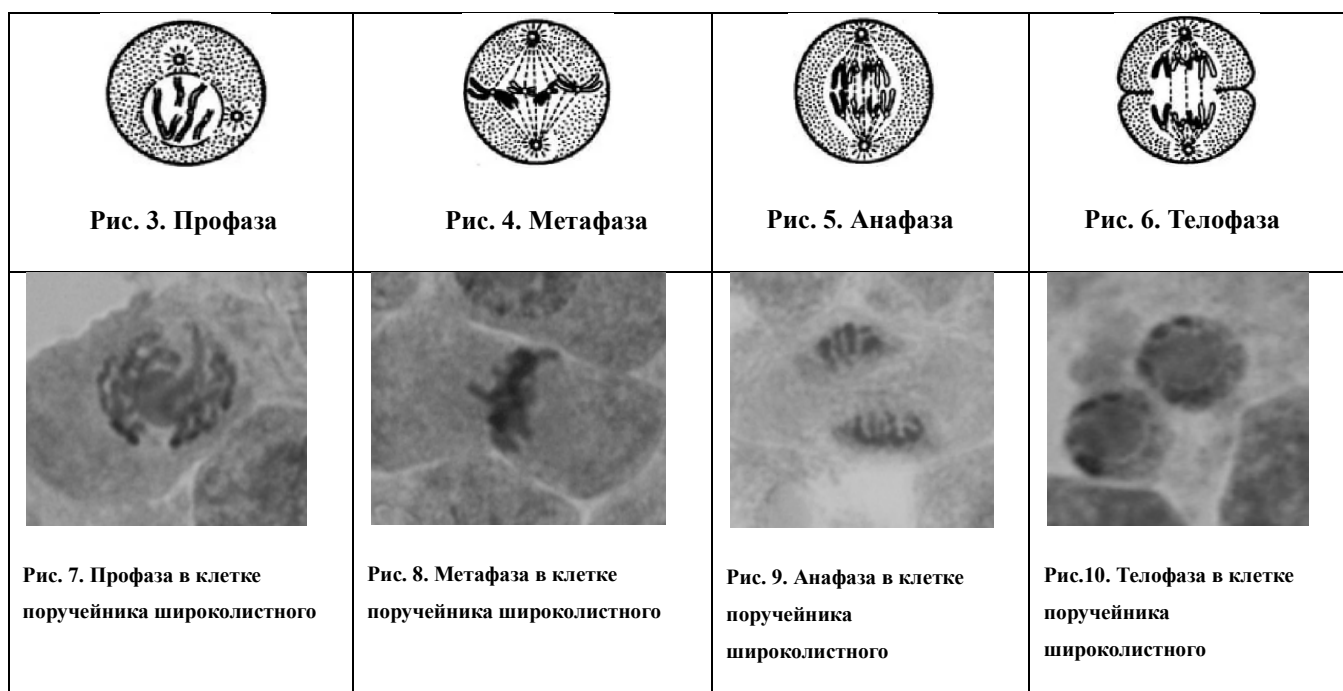 Рис. 3. Профаза
Рис. 4. Метафаза
Рис. 5. Анафаза
Рис. 6. Телофаза
Рис. 7. Профаза в клетке
поручейника широколистного
Рис. 8. Метафаза в клетке
поручейника широколистного
Рис. 9. Анафаза в клетке
поручейника
широколистного
Рис.10. Телофаза в клетке
поручейника
широколистного